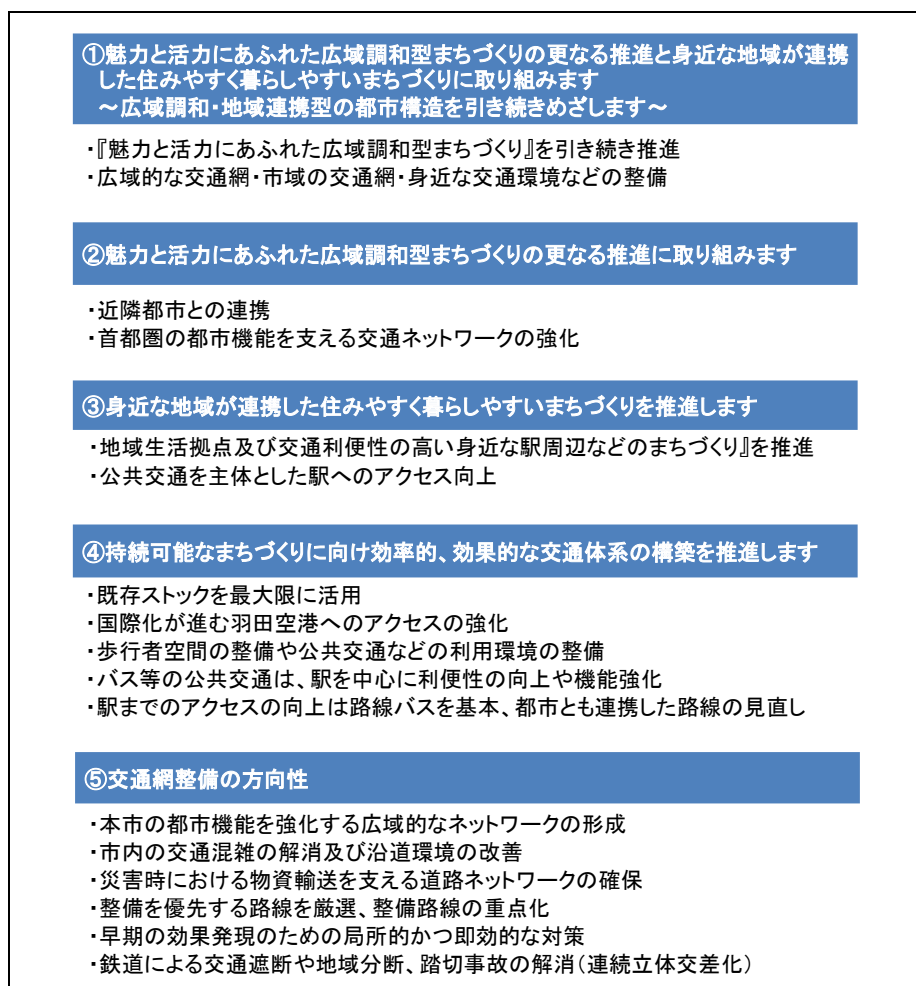 ①魅力と活力にあふれた広域調和型まちづくりの更なる推進と身近な地域が連携
した住みやすく暮らしやすいまちづくりに取り組みます
～広域調和・地域連携型の都市構造を引き続きめざします～
・『魅力と活力にあふれた広域調和型まちづくり』を引き続き推進
・広域的な交通網・市域の交通網・身近な交通環境などの整備
②魅力と活力にあふれた広域調和型まちづくりの更なる推進に取り組みます
・近隣都市との連携
・首都圏の都市機能を支える交通ネットワークの強化
③身近な地域が連携した住みやすく暮らしやすいまちづくりを推進します
・地域生活拠点及び交通利便性の高い身近な駅周辺などのまちづくり』を推進
・公共交通を主体とした駅へのアクセス向上
④持続可能なまちづくりに向け効率的、効果的な交通体系の構築を推進します
・既存ストックを最大限に活用
・国際化が進む羽田空港へのアクセスの強化
・歩行者空間の整備や公共交通などの利用環境の整備
・バス等の公共交通は、駅を中心に利便性の向上や機能強化
・駅までのアクセスの向上は路線バスを基本、都市とも連携した路線の見直し
⑤交通網整備の方向性
・本市の都市機能を強化する広域的なネットワークの形成
・市内の交通混雑の解消及び沿道環境の改善
・災害時における物資輸送を支える道路ネットワークの確保
・整備を優先する路線を厳選、整備路線の重点化
・早期の効果発現のための局所的かつ即効的な対策
・鉄道による交通遮断や地域分断、踏切事故の解消（連続立体交差化）